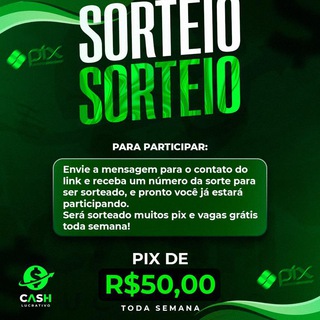 SORTEIO
SORTEIO
pix
PARA PARTICIPAR:
Envie a mensagem para o contato do
link e receba um número da sorte para
ser sorteado, e pronto você já estará
participando.
Será sorteado muitos pix e vagas grátis
toda semana!
PIX DE
R$50,00
TODA SEMANA
CASH
LUCRATIVO
pix